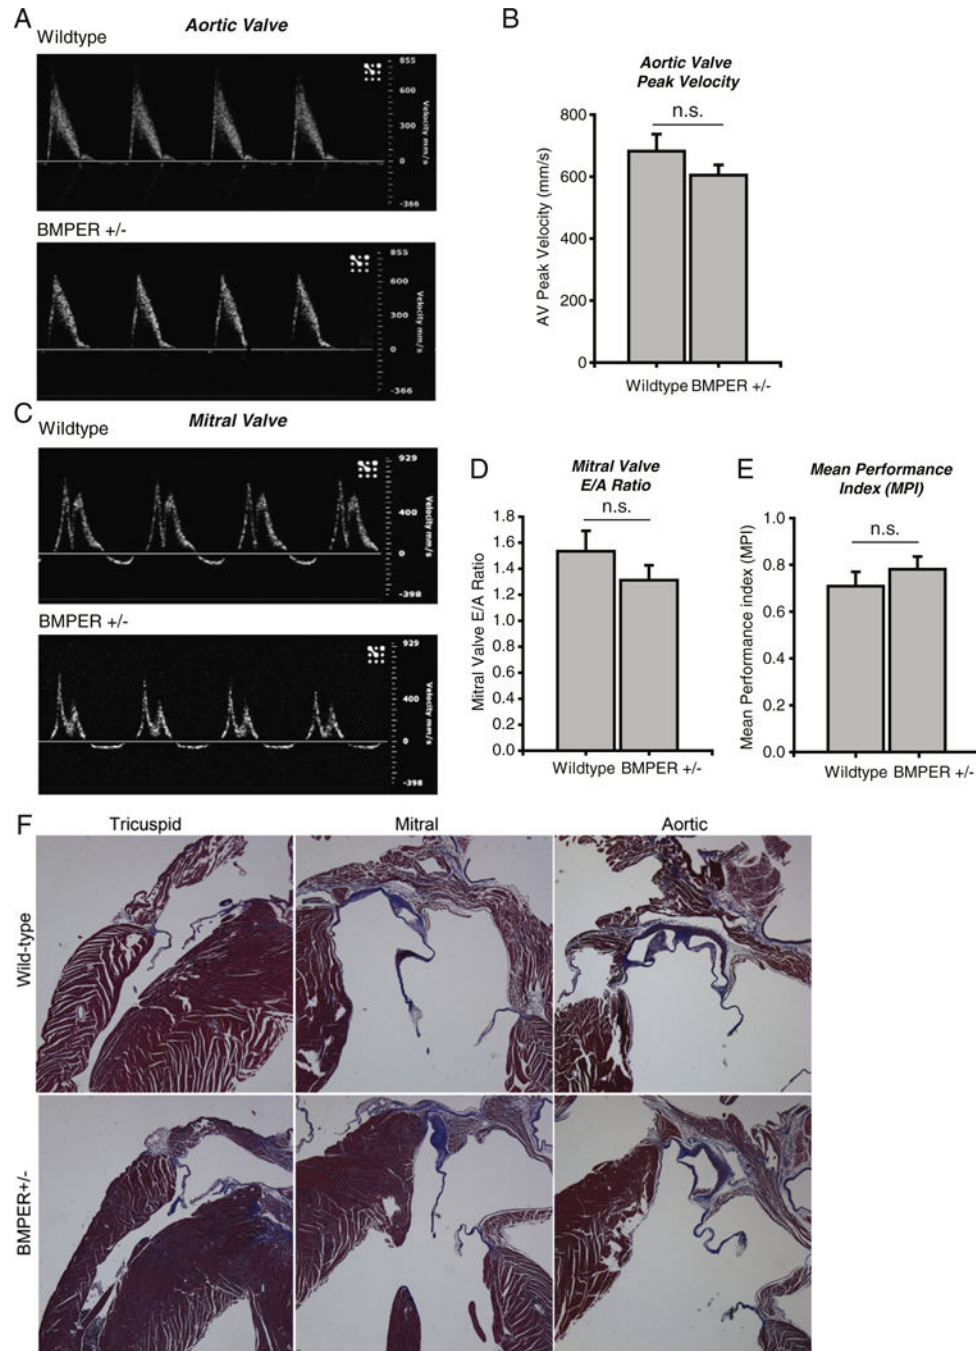 A
Aortic Valve
Wildtype
855
600
300
0
-366
Velocity mm/s
BMPER +/-
855
600
300
0
-366
Velocity mm/s
B
Aortic Valve
Peak Velocity
n.s.
800
600
400
200
0
AV Peak Velocity (mm/s)
Wildtype BMPER +/-
C
Mitral Valve
Wildtype
929
400
0
-398
Velocity mm/s
BMPER +/-
929
400
0
-398
Velocity mm/s
D
Mitral Valve
E/A Ratio
n.s.
1.8
1.6
1.4
1.2
1.0
0.8
0.6
0.4
0.2
0.0
Mitral Valve E/A Ratio
Wildtype BMPER +/-
E
Mean Performance
Index (MPI)
n.s.
1.0
0.8
0.6
0.4
0.2
0.0
Mean Performance index (MPI)
Wildtype BMPER +/-
F
Tricuspid
Mitral
Aortic
Wild-type
BMPER+/-